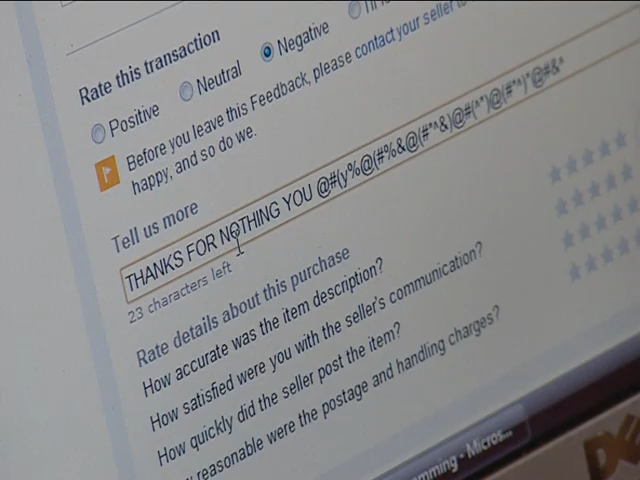 Rate this transaction
Positive
Neutral
Negative
Before you leave this Feedback, please contact your seller
happy, and so do we.
Tell us more
THANKS FOR NOTHING YOU @#(y%@(#%&@(#*^&)@#(^*)@(#*^)*@#&^
23 characters left
Rate details about this purchase
How accurate was the item description?
How satisfied were you with the seller's communication?
How quickly did the seller post the item?
reasonable were the postage and handling charges?
mming - Micros...